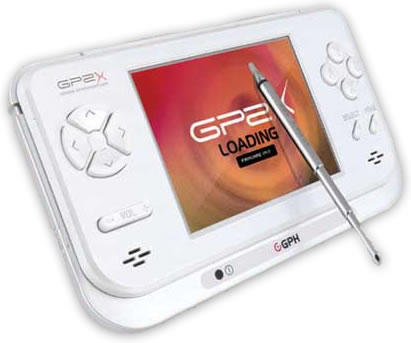 GP2X
GP2X
LOADING
SELECT
VOL
GPH